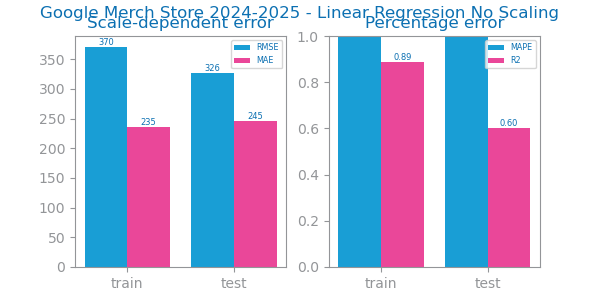 Google Merch Store 2024-2025 - Linear Regression No Scaling
Scale-dependent error
370
235
326
245
RMSE
MAE
350
300
250
200
150
100
50
0
train
test
Percentage error
0.89
0.60
MAPE
R2
1.0
0.8
0.6
0.4
0.2
0.0
train
test